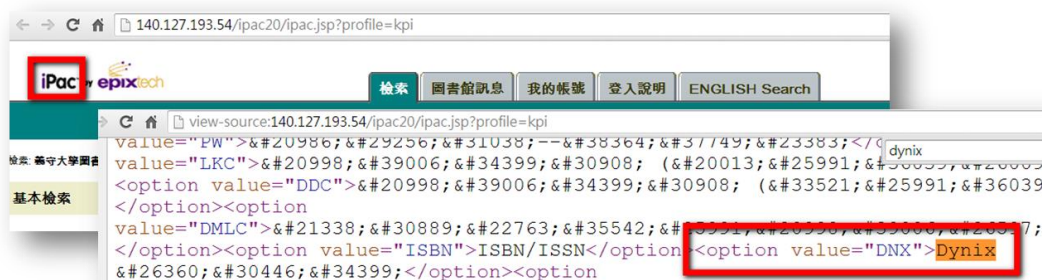 140.127.193.54/ipac20/ipac.jsp?profile=kpi
iPac by epixtech
檢索 圖書館訊息 我的帳號 登入說明 ENGLISH Search
view-source:140.127.193.54/ipac20/ipac.jsp?profile=kpi
dynix
value="PW">&#20986;&#29256;&#31038;--&#38364;&#37749;&#23383;</
檢索: 義守大學圖書
value="LKC">&#20998;&#39006;&#34399;&#30908; (&#20013;&#25991;
基本檢索
<option value="DDC">&#20998;&#39006;&#34399;&#30908; (&#33521;&#25991;&#36039
</option><option
value="DMLC">&#21338;&#30889;&#22763;&#35542;
</option><option value="ISBN">ISBN/ISSN</option><option value="DNX">Dynix
&#26360;&#30446;&#34399;</option><option